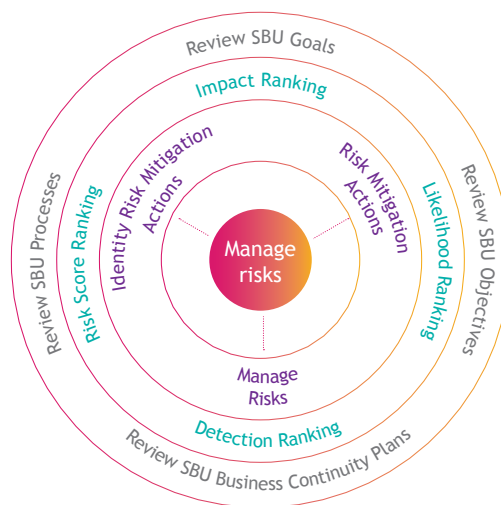 Review SBU Goals
Impact Ranking
Identity Risk Mitigation
Actions
Risk Mitigation
Actions
Review SBU Processes
Risk Score Ranking
Manage
risks
Likelihood Ranking
Review SBU Objectives
Manage
Risks
Detection Ranking
Review SBU Business Continuity Plans